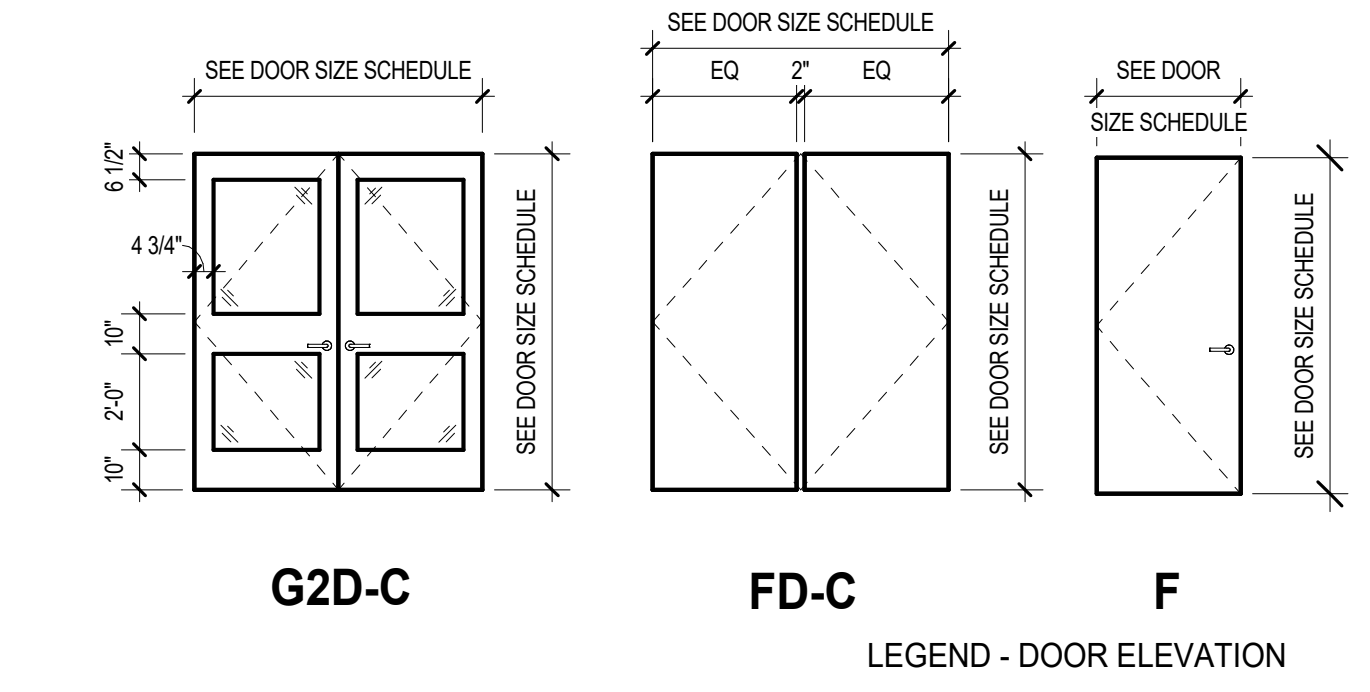 SEE DOOR SIZE SCHEDULE
6 1/2"
4 3/4"
10"
2'-0"
10"
SEE DOOR SIZE SCHEDULE
G2D-C
SEE DOOR SIZE SCHEDULE
EQ 2" EQ
SEE DOOR SIZE SCHEDULE
FD-C
SEE DOOR
SIZE SCHEDULE
SEE DOOR SIZE SCHEDULE
F
LEGEND - DOOR ELEVATION